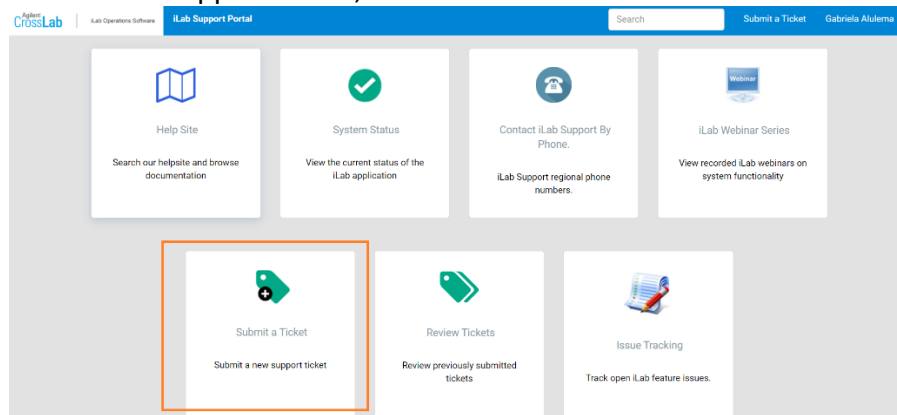 Agilent
CrossLab
iLab Operations Software
iLab Support Portal
Search
Submit a Ticket
Gabriela Alulema
Help Site
Search our helpsite and browse
documentation
System Status
View the current status of the
iLab application
Contact iLab Support By
Phone.
iLab Support regional phone
numbers.
Webinar
iLab Webinar Series
View recorded iLab webinars on
system functionality
Submit a Ticket
Submit a new support ticket
Review Tickets
Review previously submitted
tickets
Issue Tracking
Track open iLab feature issues.